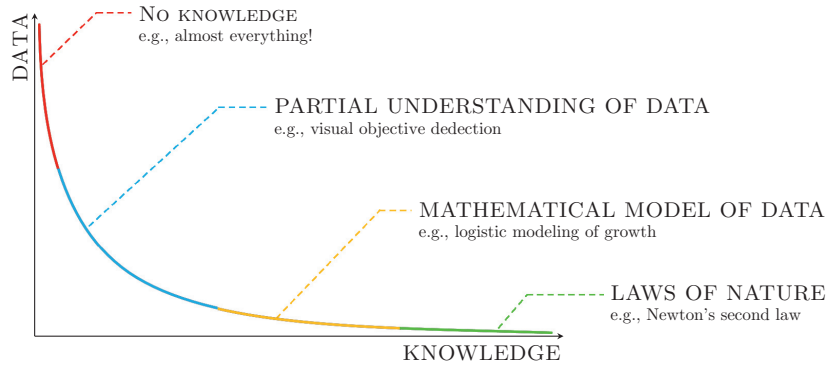 DATA
No knowledge
e.g., almost everything!
PARTIAL UNDERSTANDING OF DATA
e.g., visual objective dedection
MATHEMATICAL MODEL OF DATA
e.g., logistic modeling of growth
LAWS OF NATURE
e.g., Newton's second law
KNOWLEDGE